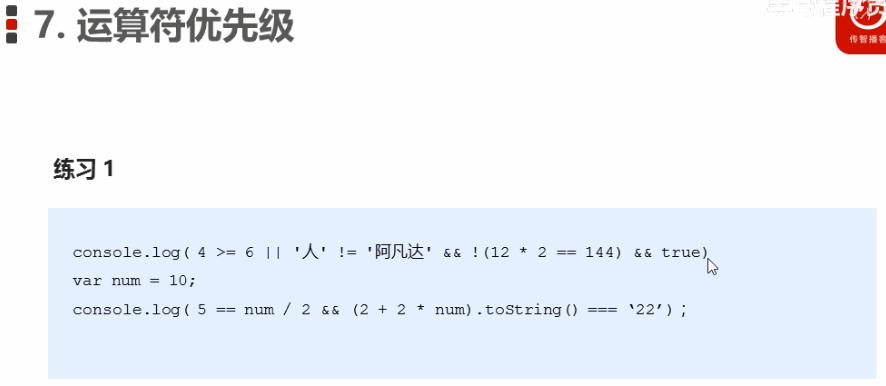 7. 运算符优先级
传智播客
练习 1
console.log( 4 >= 6 || '人' != '阿凡达' && !(12 * 2 == 144) && true)
var num = 10;
console.log( 5 == num / 2 && (2 + 2 * num).toString() === ‘22’) ;